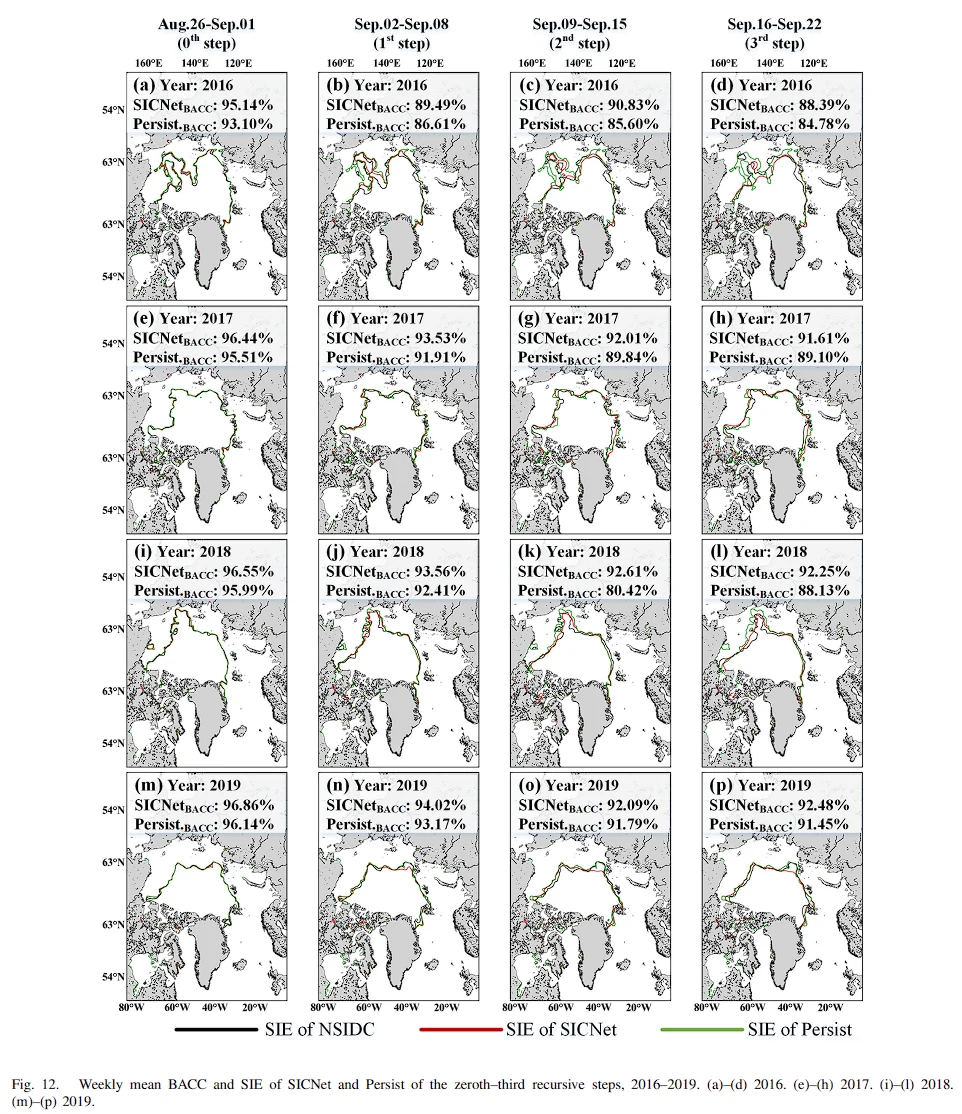 Aug.26-Sep.01 Sep.02-Sep.08 Sep.09-Sep.15 Sep.16-Sep.22
(0th step) (1st step) (2nd step) (3rd step)
160°E 140°E 120°E 160°E 140°E 120°E 160°E 140°E 120°E 160°E 140°E 120°E
(a) Year: 2016 (b) Year: 2016 (c) Year: 2016 (d) Year: 2016
54°N SICNetBACC: 95.14% SICNetBACC: 89.49% SICNetBACC: 90.83% SICNetBACC: 88.39%
Persist.BACC: 93.10% Persist.BACC: 86.61% Persist.BACC: 85.60% Persist.BACC: 84.78%
63°N
63°N
54°N
(e) Year: 2017 (f) Year: 2017 (g) Year: 2017 (h) Year: 2017
54°N SICNetBACC: 96.44% SICNetBACC: 93.53% SICNetBACC: 92.01% SICNetBACC: 91.61%
Persist.BACC: 95.51% Persist.BACC: 91.91% Persist.BACC: 89.84% Persist.BACC: 89.10%
63°N
63°N
54°N
(i) Year: 2018 (j) Year: 2018 (k) Year: 2018 (l) Year: 2018
54°N SICNetBACC: 96.55% SICNetBACC: 93.56% SICNetBACC: 92.61% SICNetBACC: 92.25%
Persist.BACC: 95.99% Persist.BACC: 92.41% Persist.BACC: 80.42% Persist.BACC: 88.13%
63°N
63°N
54°N
(m) Year: 2019 (n) Year: 2019 (o) Year: 2019 (p) Year: 2019
54°N SICNetBACC: 96.86% SICNetBACC: 94.02% SICNetBACC: 92.09% SICNetBACC: 92.48%
Persist.BACC: 96.14% Persist.BACC: 93.17% Persist.BACC: 91.79% Persist.BACC: 91.45%
63°N
63°N
54°N
80°W 60°W 40°W 20°W 80°W 60°W 40°W 20°W 80°W 60°W 40°W 20°W 80°W 60°W 40°W 20°W
SIE of NSIDC SIE of SICNet SIE of Persist
Fig. 12. Weekly mean BACC and SIE of SICNet and Persist of the zeroth–third recursive steps, 2016–2019. (a)–(d) 2016. (e)–(h) 2017. (i)–(l) 2018.
(m)–(p) 2019.